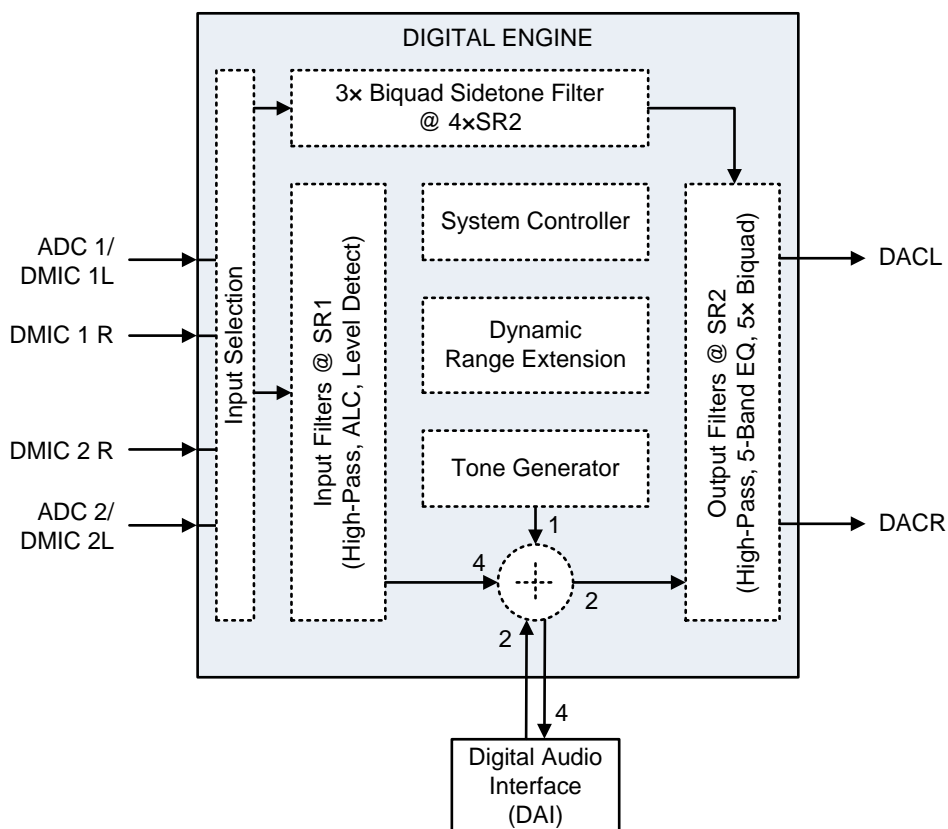 DIGITAL ENGINE
3× Biquad Sidetone Filter
@ 4×SR2
ADC 1/
DMIC 1L
DMIC 1 R
DMIC 2 R
ADC 2/
DMIC 2L
Input Selection
Input Filters @ SR1
(High-Pass, ALC, Level Detect)
System Controller
Dynamic
Range Extension
Tone Generator
1
4
2
2
4
Output Filters @ SR2
(High-Pass, 5-Band EQ, 5× Biquad)
DACL
DACR
Digital Audio
Interface
(DAI)